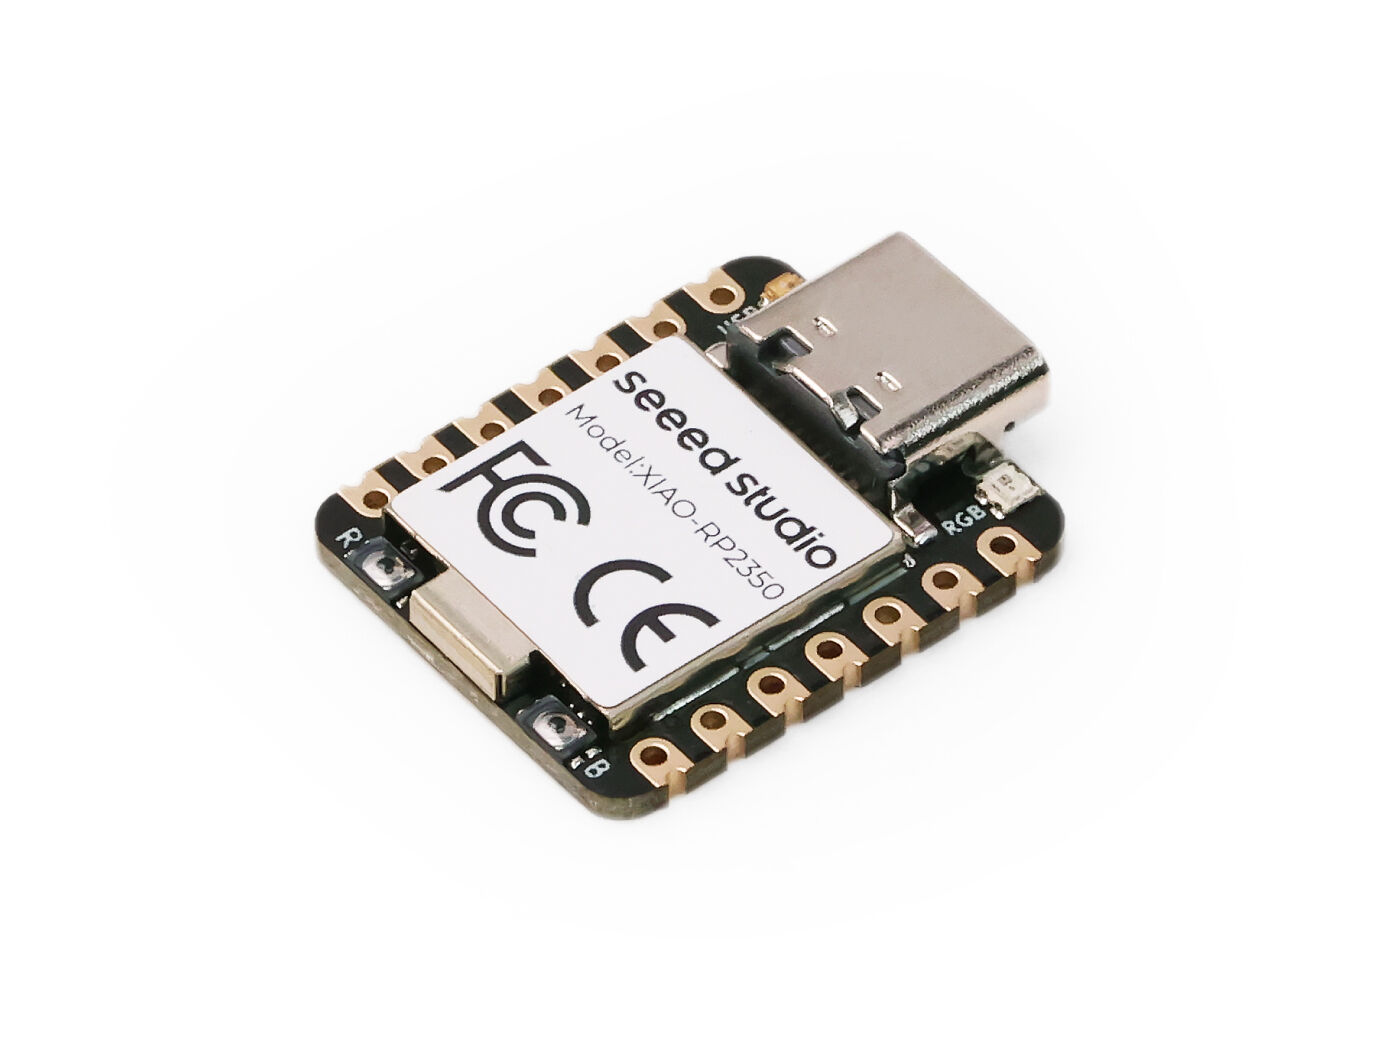 seeed studio
Model:XIAO-RP2350
FC CE
RGB
R
B